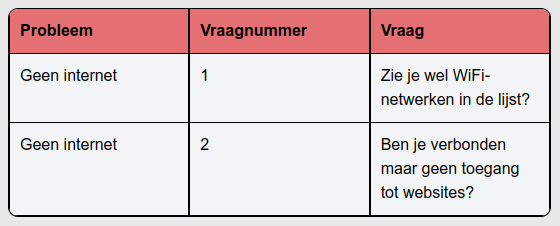 Probleem Vraagnummer Vraag
Geen internet 1 Zie je wel WiFi-
netwerken in de lijst?
Geen internet 2 Ben je verbonden
maar geen toegang
tot websites?